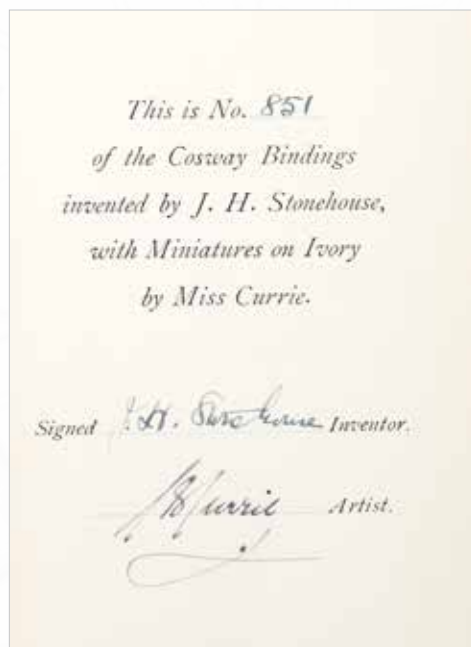 This is No. 851
of the Cosway Bindings
invented by J. H. Stonehouse,
with Miniatures on Ivory
by Miss Currie.
Signed J. H. Stonehouse Inventor.
C B Currie Artist.